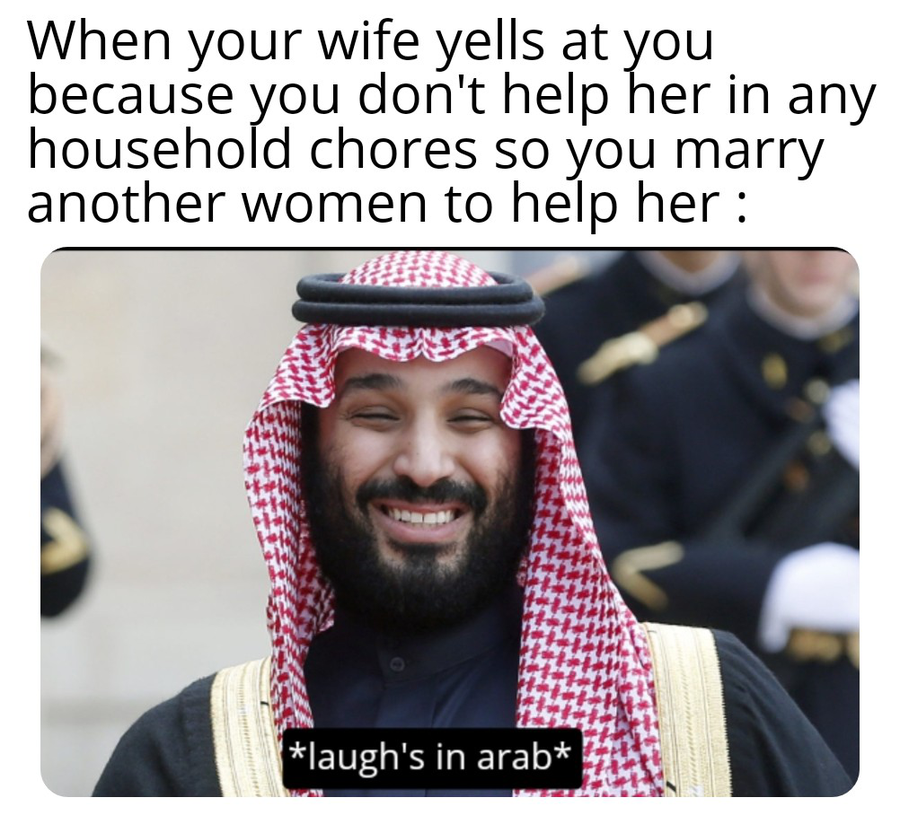 When your wife yells at you
because you don't help her in any
household chores so you marry
another women to help her :
*laugh's in arab*